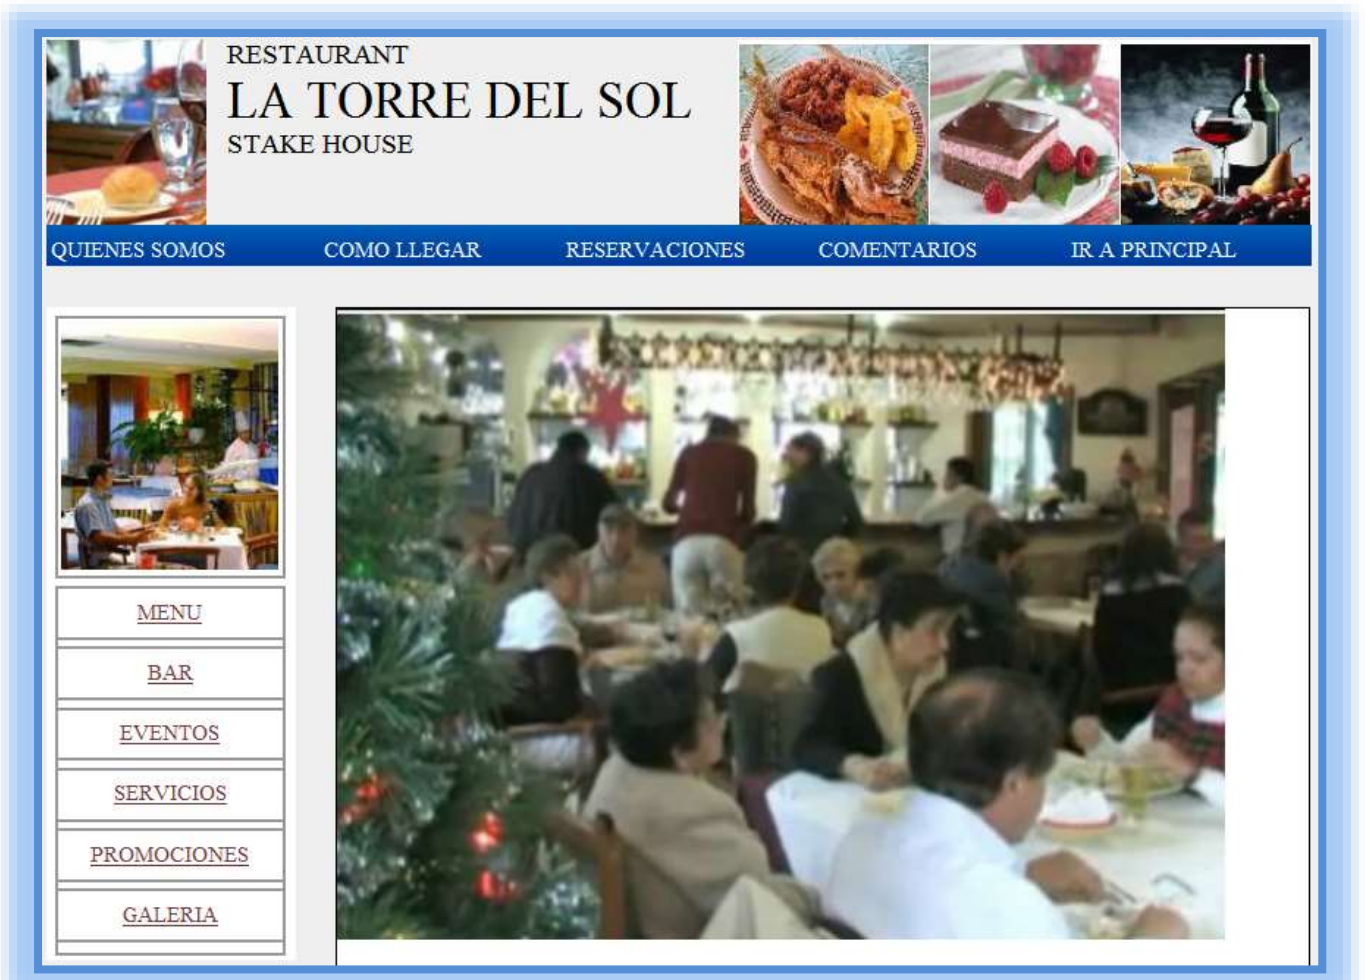 RESTAURANT
LA TORRE DEL SOL
STAKE HOUSE
QUIENES SOMOS COMO LLEGAR RESERVACIONES COMENTARIOS IR A PRINCIPAL
MENU
BAR
EVENTOS
SERVICIOS
PROMOCIONES
GALERIA